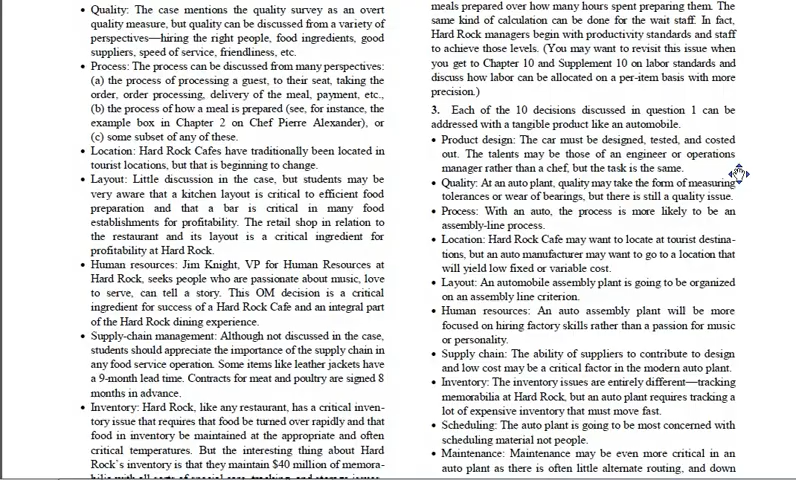 • Quality: The case mentions the quality survey as an overt
quality measure, but quality can be discussed from a variety of
perspectives—hiring the right people, food ingredients, good
suppliers, speed of service, friendliness, etc.
• Process: The process can be discussed from many perspectives:
(a) the process of processing a guest, to their seat, taking the
order, order processing, delivery of the meal, payment, etc.,
(b) the process of how a meal is prepared (see, for instance, the
example box in Chapter 2 on Chef Pierre Alexander), or
(c) some subset of any of these.
• Location: Hard Rock Cafes have traditionally been located in
tourist locations, but that is beginning to change.
• Layout: Little discussion in the case, but students may be
very aware that a kitchen layout is critical to efficient food
preparation and that a bar is critical in many food
establishments for profitability. The retail shop in relation to
the restaurant and its layout is a critical ingredient for
profitability at Hard Rock.
• Human resources: Jim Knight, VP for Human Resources at
Hard Rock, seeks people who are passionate about music, love
to serve, can tell a story. This OM decision is a critical
ingredient for success of a Hard Rock Cafe and an integral part
of the Hard Rock dining experience.
• Supply-chain management: Although not discussed in the case,
students should appreciate the importance of the supply chain in
any food service operation. Some items like leather jackets have
a 9-month lead time. Contracts for meat and poultry are signed 8
months in advance.
• Inventory: Hard Rock, like any restaurant, has a critical inven-
tory issue that requires that food be turned over rapidly and that
food in inventory be maintained at the appropriate and often
critical temperatures. But the interesting thing about Hard
Rock's inventory is that they maintain $40 million of memora-
bilia with all sorts of special care, tracking, and storage issues.
meals prepared over how many hours spent preparing them. The
same kind of calculation can be done for the wait staff. In fact,
Hard Rock managers begin with productivity standards and staff
to achieve those levels. (You may want to revisit this issue when
you get to Chapter 10 and Supplement 10 on labor standards and
discuss how labor can be allocated on a per-item basis with more
precision.)
3. Each of the 10 decisions discussed in question 1 can be
addressed with a tangible product like an automobile.
• Product design: The car must be designed, tested, and costed
out. The talents may be those of an engineer or operations
manager rather than a chef, but the task is the same.
• Quality: At an auto plant, quality may take the form of measuring
tolerances or wear of bearings, but there is still a quality issue.
• Process: With an auto, the process is more likely to be an
assembly-line process.
• Location: Hard Rock Cafe may want to locate at tourist destina-
tions, but an auto manufacturer may want to go to a location that
will yield low fixed or variable cost.
• Layout: An automobile assembly plant is going to be organized
on an assembly line criterion.
• Human resources: An auto assembly plant will be more
focused on hiring factory skills rather than a passion for music
or personality.
• Supply chain: The ability of suppliers to contribute to design
and low cost may be a critical factor in the modern auto plant.
• Inventory: The inventory issues are entirely different—tracking
memorabilia at Hard Rock, but an auto plant requires tracking a
lot of expensive inventory that must move fast.
• Scheduling: The auto plant is going to be most concerned with
scheduling material not people.
• Maintenance: Maintenance may be even more critical in an
auto plant as there is often little alternate routing, and down